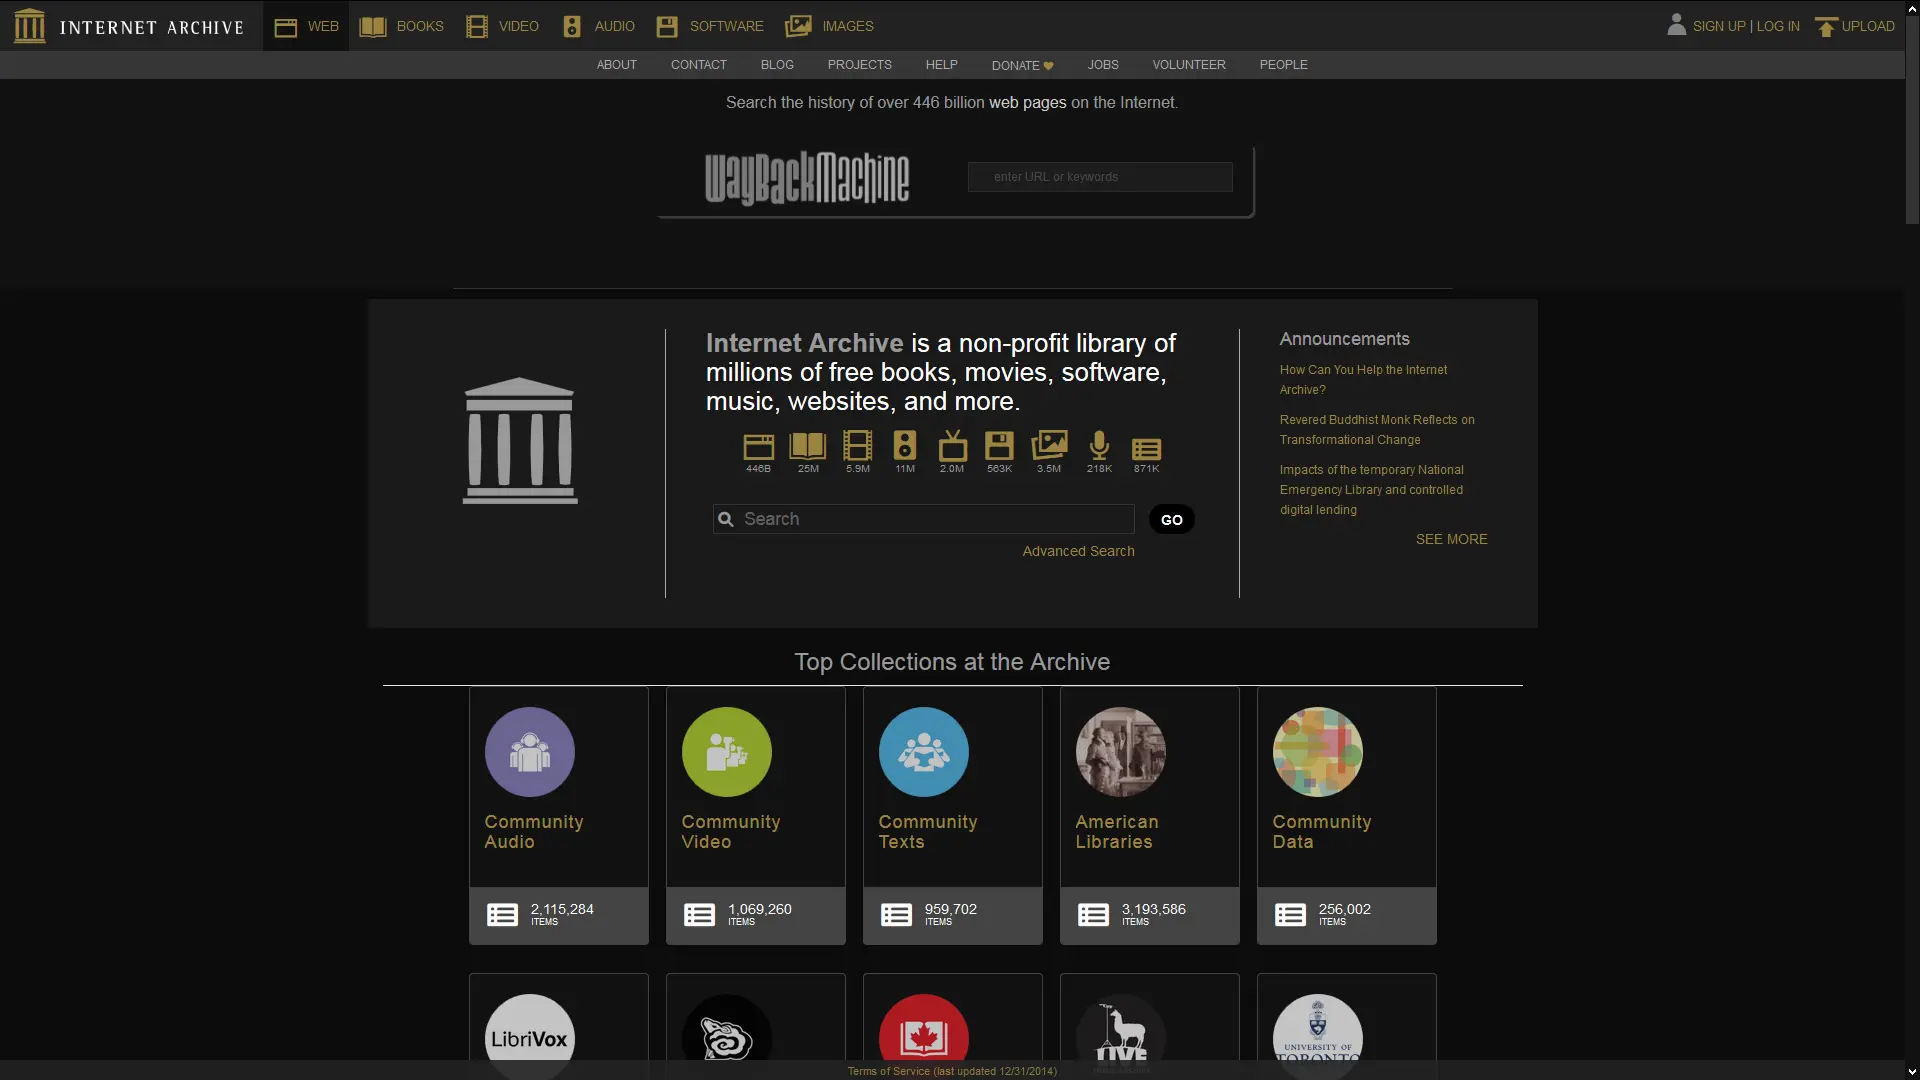 INTERNET ARCHIVE
WEB
BOOKS
VIDEO
AUDIO
SOFTWARE
IMAGES
SIGN UP | LOG IN
UPLOAD
ABOUT
CONTACT
BLOG
PROJECTS
HELP
DONATE
JOBS
VOLUNTEER
PEOPLE
Search the history of over 446 billion web pages on the Internet.
WayBackMachine
enter URL or keywords
Internet Archive is a non-profit library of
millions of free books, movies, software,
music, websites, and more.
446B
25M
5.9M
11M
2.0M
563K
3.5M
218K
871K
Search
GO
Advanced Search
Announcements
How Can You Help the Internet
Archive?
Revered Buddhist Monk Reflects on
Transformational Change
Impacts of the temporary National
Emergency Library and controlled
digital lending
SEE MORE
Top Collections at the Archive
Community
Audio
2,115,284
ITEMS
Community
Video
1,069,260
ITEMS
Community
Texts
959,702
ITEMS
American
Libraries
3,193,586
ITEMS
Community
Data
256,002
ITEMS
LibriVox
LIVE
UNIVERSITY OF
TORONTO
Terms of Service (last updated 12/31/2014)